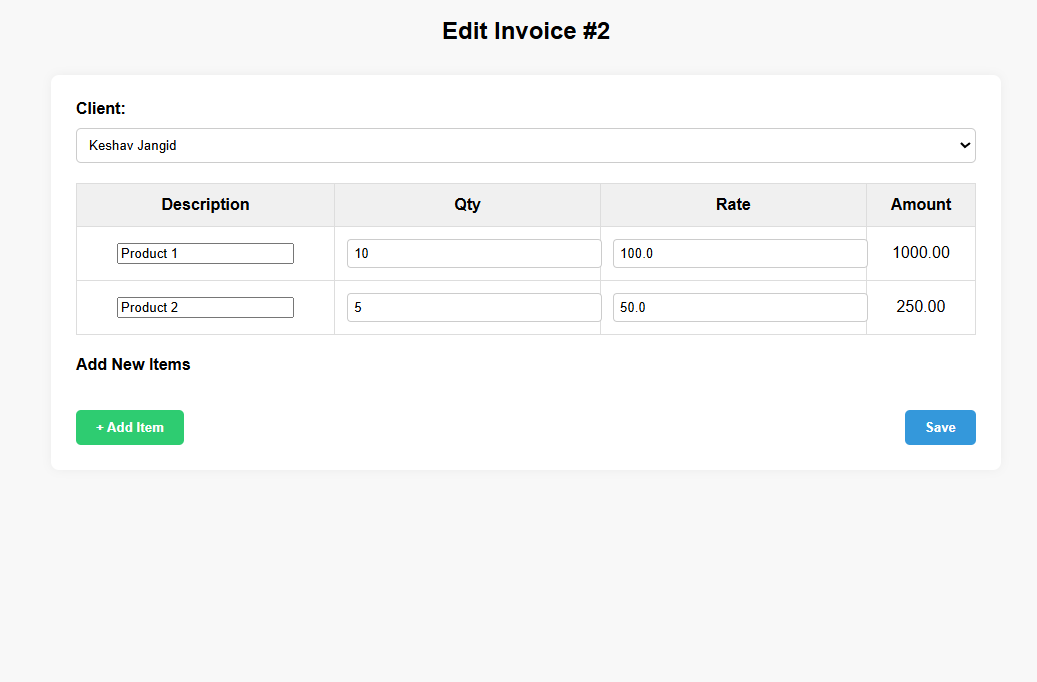 Edit Invoice #2
Client:
Keshav Jangid
Description Qty Rate Amount
Product 1 10 100.0 1000.00
Product 2 5 50.0 250.00
Add New Items
+ Add Item Save